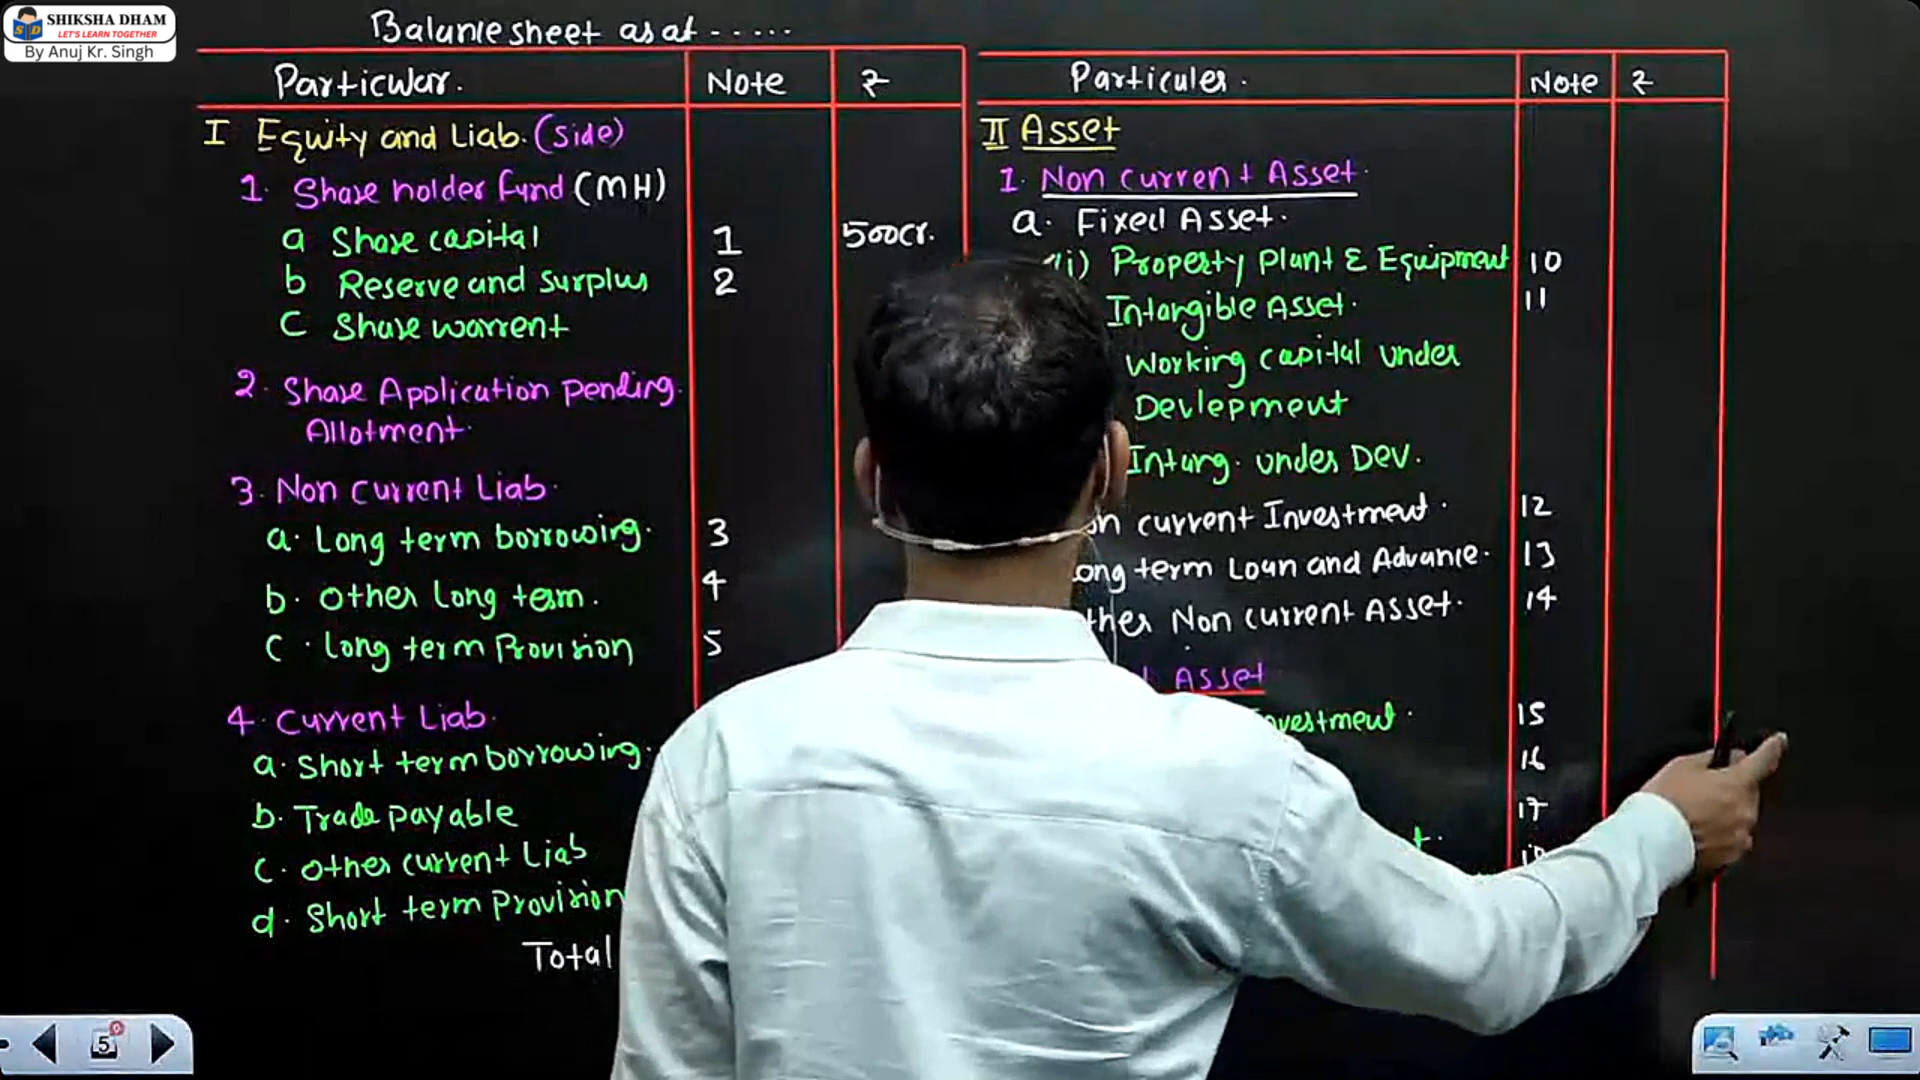 SHIKSHA DHAM
LET'S LEARN TOGETHER
By Anuj Kr. Singh
Balance sheet as at -----
Particular. Note ₹
I Equity and Liab. (Side)
1. Share holder fund (MH)
a Share capital 1 500cr.
b Reserve and surplus 2
C Share warrent
2. Share Application pending
Allotment.
3. Non current Liab.
a. Long term borrowing. 3
b. other long term. 4
C. long term Provision 5
4. Current Liab.
a. Short term borrowing.
b. Trade payable
C. other current Liab
d. Short term Provision
Total
Particules. Note ₹
II Asset
1. Non current Asset.
a. Fixed Asset.
(i) Property plant & Equipment 10
Intangible Asset. 11
Working capital under
Devlepment
Intang. under Dev.
current Investment. 12
term Loan and Advance. 13
Non current Asset. 14
Asset
15
16
17
5